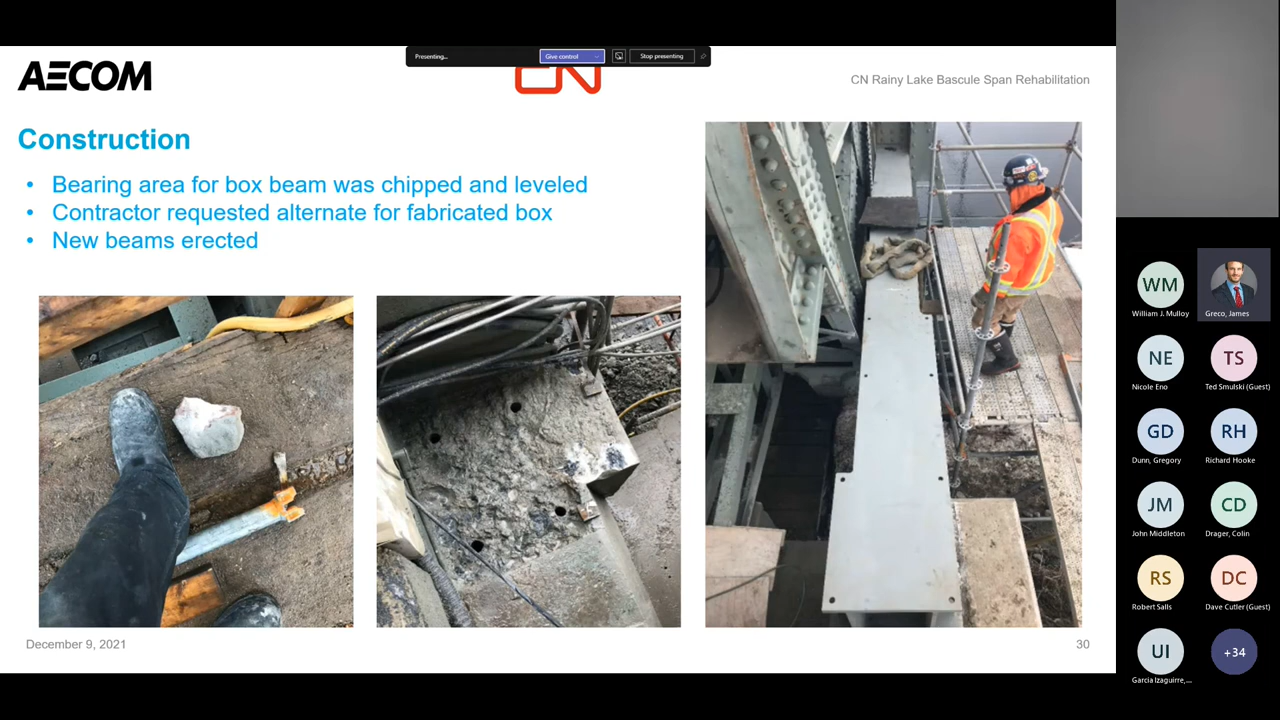 Presenting...
Give control
Stop presenting
AECOM
CN
CN Rainy Lake Bascule Span Rehabilitation
Construction
• Bearing area for box beam was chipped and leveled
• Contractor requested alternate for fabricated box
• New beams erected
December 9, 2021
30
WM
William J. Mulloy
Greco, James
NE
Nicole Eno
TS
Ted Smulski (Guest)
GD
Dunn, Gregory
RH
Richard Hooke
JM
John Middleton
CD
Drager, Colin
RS
Robert Salls
DC
Dave Cutler (Guest)
UI
Garcia Izaguirre,...
+34